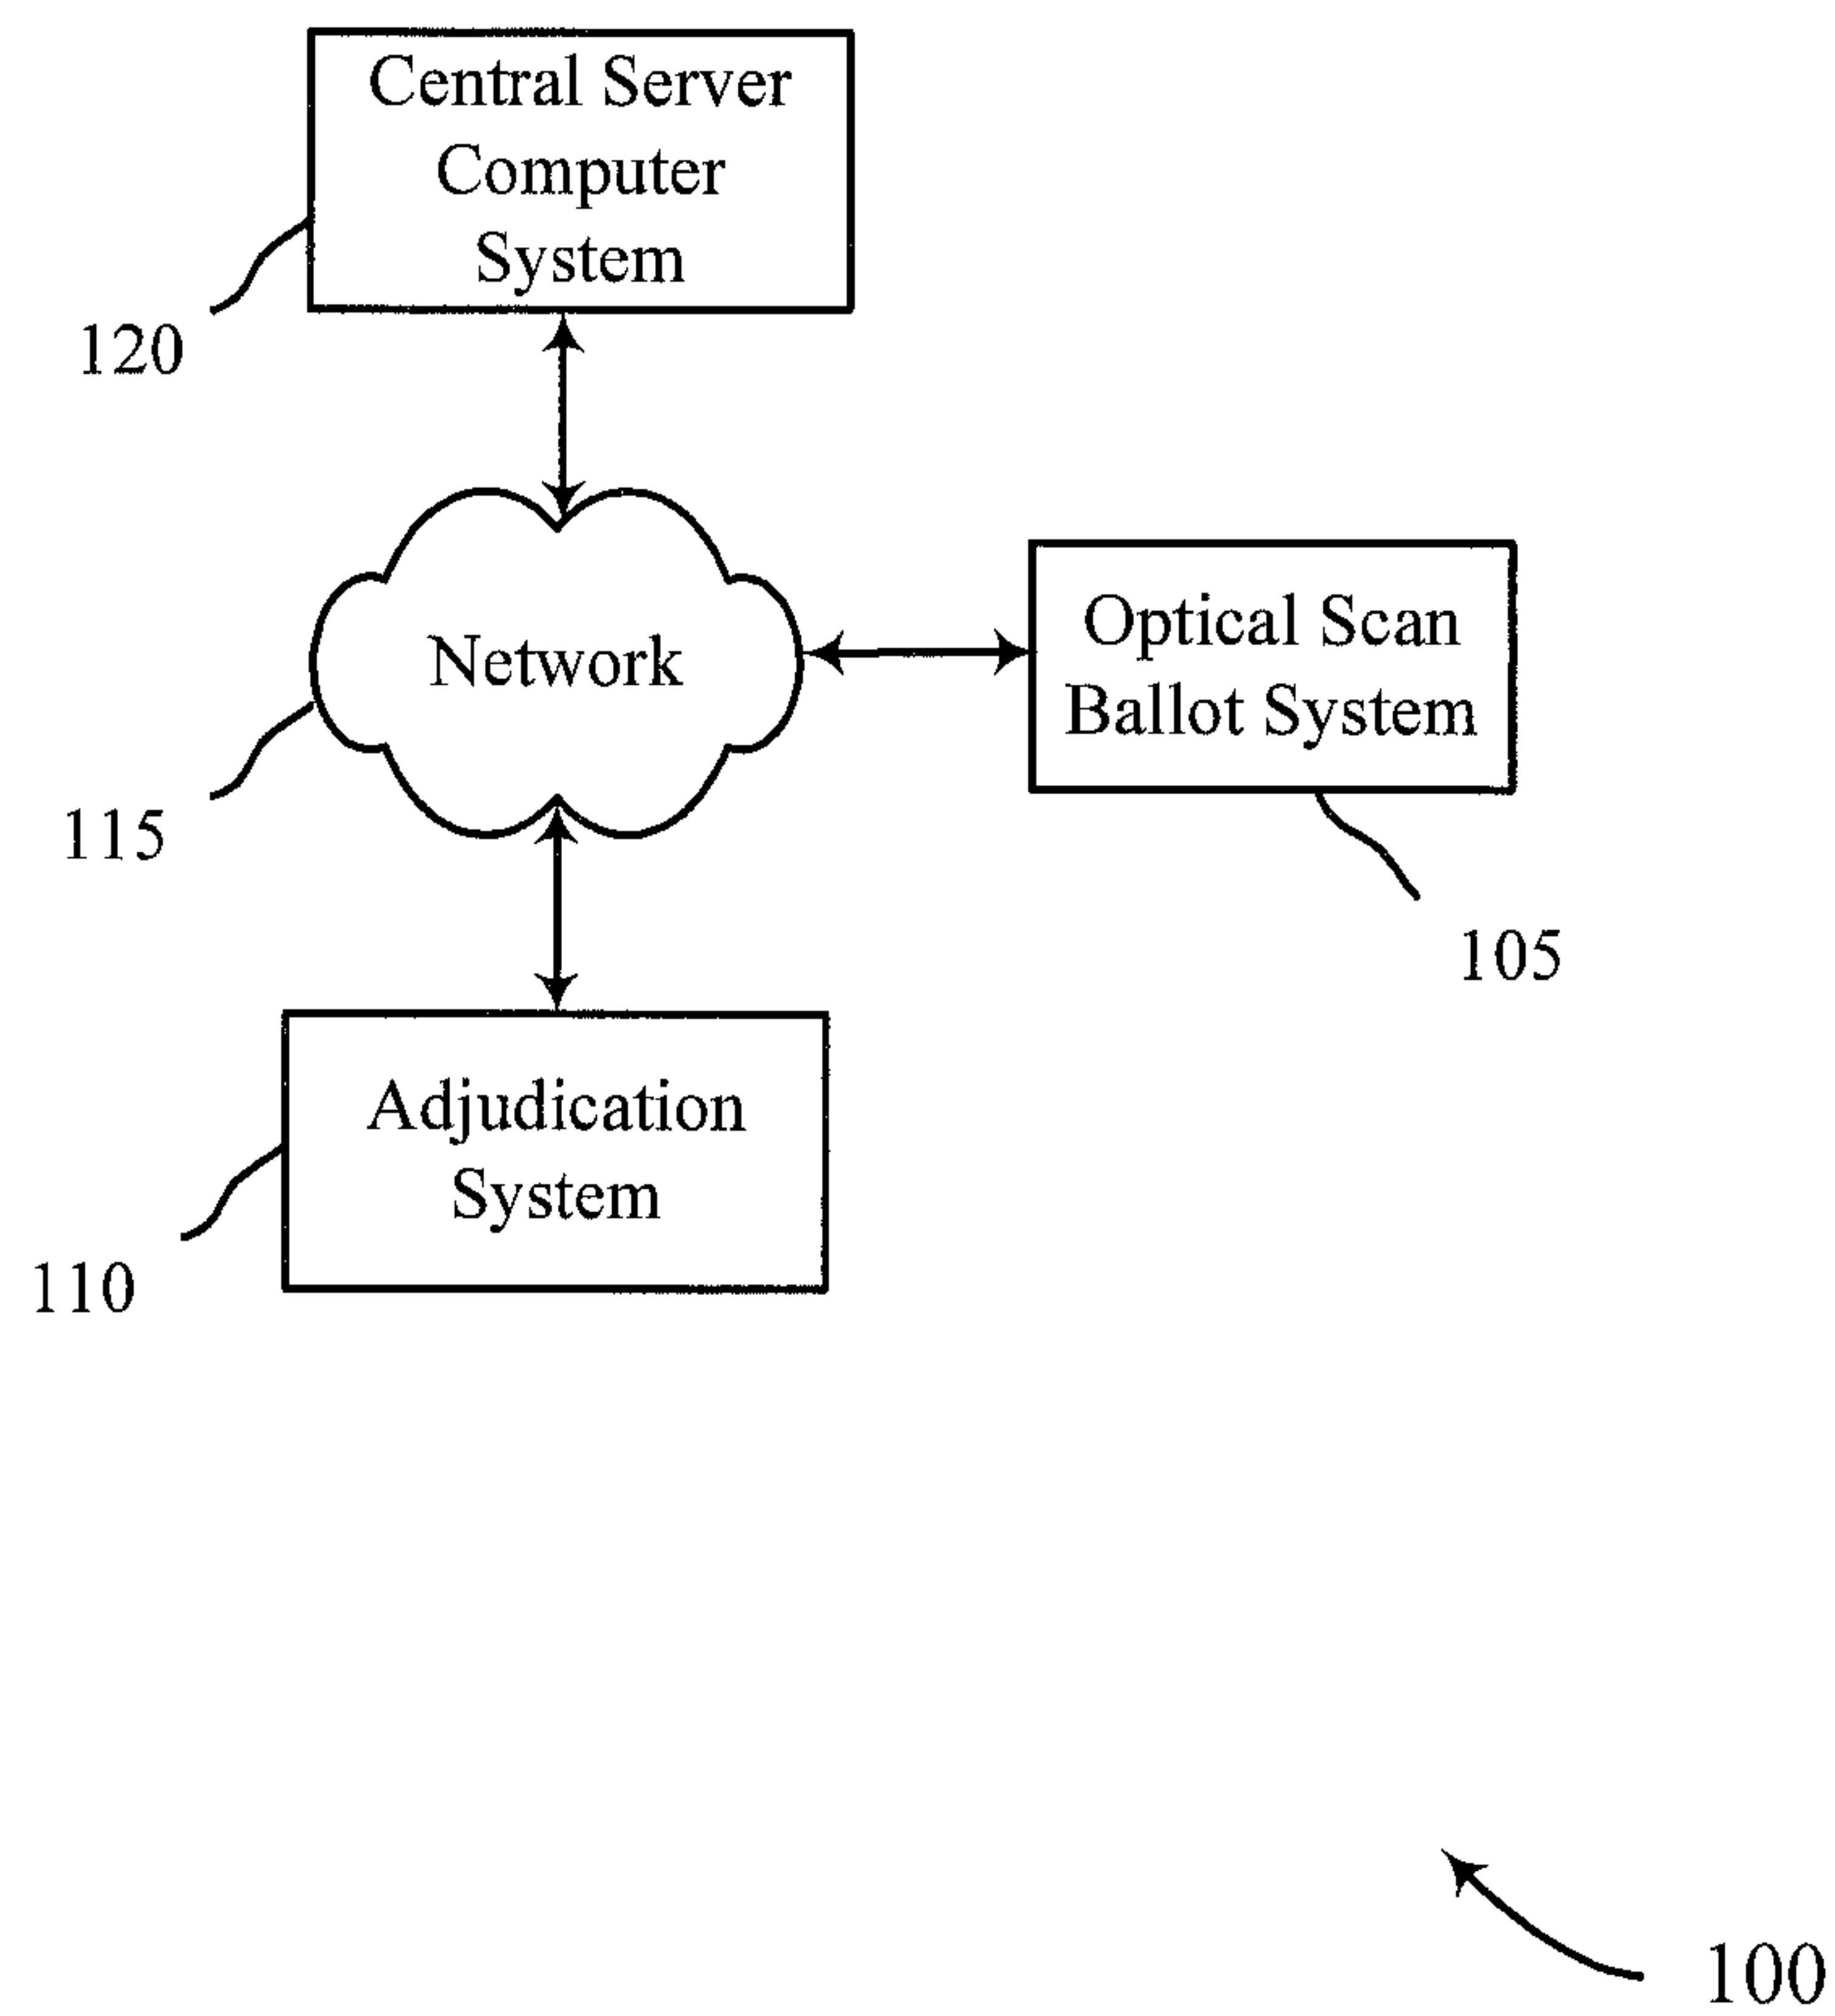 Central Server
Computer
System
120
Network
Optical Scan
Ballot System
115
105
Adjudication
System
110
100